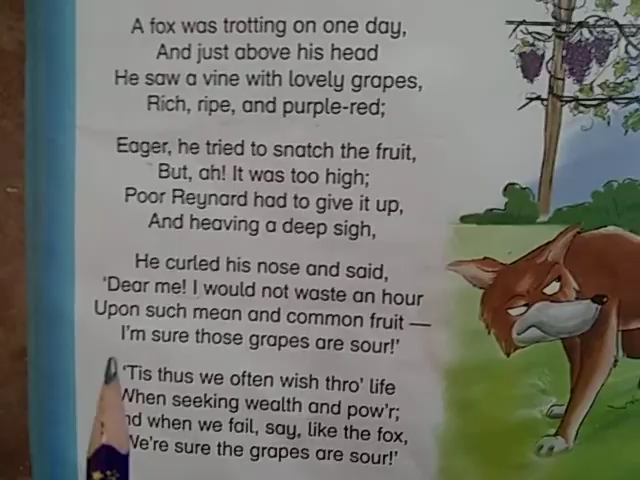 A fox was trotting on one day,
And just above his head
He saw a vine with lovely grapes,
Rich, ripe, and purple-red;
Eager, he tried to snatch the fruit,
But, ah! It was too high;
Poor Reynard had to give it up,
And heaving a deep sigh,
He curled his nose and said,
'Dear me! I would not waste an hour
Upon such mean and common fruit —
I'm sure those grapes are sour!'
'Tis thus we often wish thro' life
When seeking wealth and pow'r;
nd when we fail, say, like the fox,
We're sure the grapes are sour!'